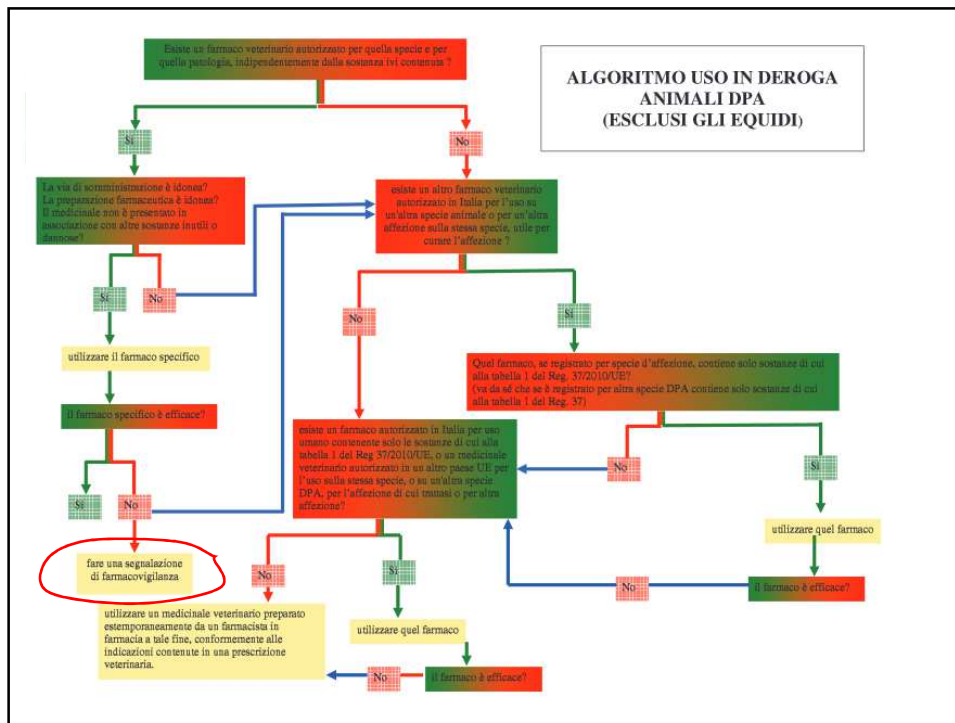 Esiste un farmaco veterinario autorizzato per quella specie e per
quella patologia, indipendentemente dalla sostanza ivi contenuta ?
ALGORITMO USO IN DEROGA
ANIMALI DPA
(ESCLUSI GLI EQUIDI)
Si
No
La via di somministrazione è idonea?
La preparazione farmaceutica è idonea?
Il medicinale non è presentato in
associazione con altre sostanze inutili o
dannose?
esiste un altro farmaco veterinario
autorizzato in Italia per l'uso su
un'altra specie animale o per un'altra
affezione sulla stessa specie, utile per
curare l'affezione ?
Si
No
No
Si
utilizzare il farmaco specifico
Quel farmaco, se registrato per specie d'affezione, contiene solo sostanze di cui
alla tabella 1 del Reg. 37/2010/UE?
(va da sé che se è registrato per altra specie DPA contiene solo sostanze di cui
alla tabella 1 del Reg. 37)
il farmaco specifico è efficace?
esiste un farmaco autorizzato in Italia per uso
umano contenente solo le sostanze di cui alla
tabella 1 del Reg 37/2010/UE, o un medicinale
veterinario autorizzato in un altro paese UE per
l'uso sulla stessa specie, o su un'altra specie
DPA, per l'affezione di cui trattasi o per altra
affezione?
No
Si
Si
No
utilizzare quel farmaco
fare una segnalazione
di farmacovigilanza
No
Si
No
il farmaco è efficace?
utilizzare un medicinale veterinario preparato
estemporaneamente da un farmacista in
farmacia a tale fine, conformemente alle
indicazioni contenute in una prescrizione
veterinaria.
utilizzare quel farmaco
No
il farmaco è efficace?